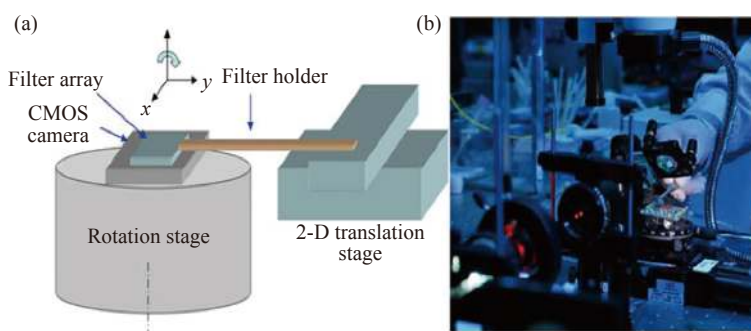 (a)
(b)
Filter array
CMOS
camera
x
y
Filter holder
Rotation stage
2-D translation
stage